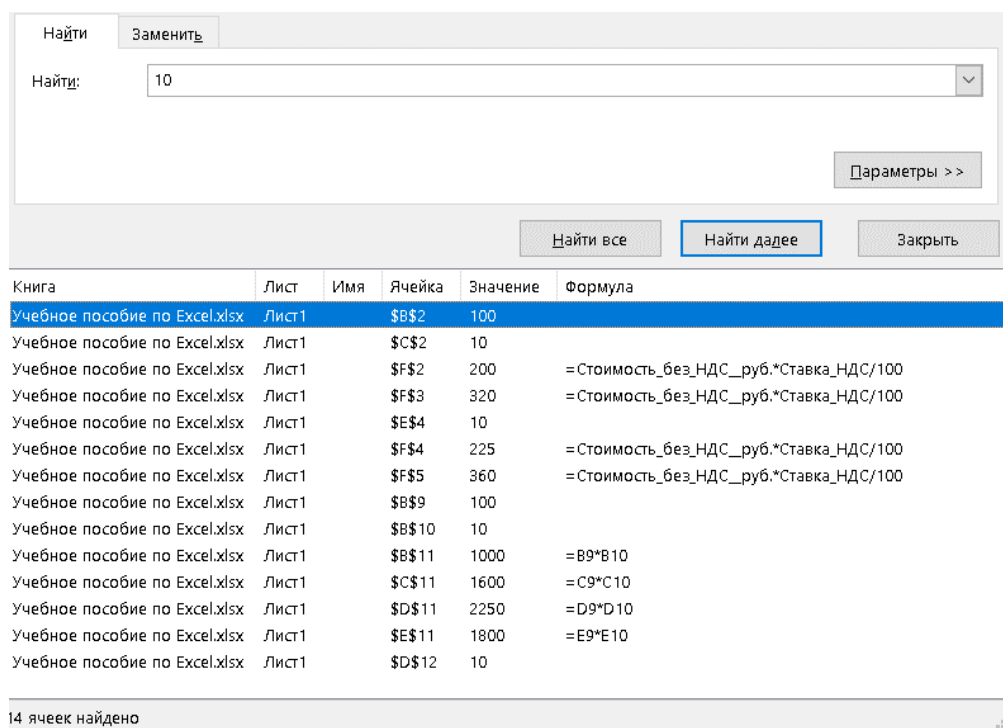 Найти Заменить
Найти: 10
Параметры >>
Найти все Найти далее Закрыть
Книга Лист Имя Ячейка Значение Формула
Учебное пособие по Excel.xlsx Лист1 $B$2 100
Учебное пособие по Excel.xlsx Лист1 $C$2 10
Учебное пособие по Excel.xlsx Лист1 $F$2 200 =Стоимость_без_НДС__руб.*Ставка_НДС/100
Учебное пособие по Excel.xlsx Лист1 $F$3 320 =Стоимость_без_НДС__руб.*Ставка_НДС/100
Учебное пособие по Excel.xlsx Лист1 $E$4 10
Учебное пособие по Excel.xlsx Лист1 $F$4 225 =Стоимость_без_НДС__руб.*Ставка_НДС/100
Учебное пособие по Excel.xlsx Лист1 $F$5 360 =Стоимость_без_НДС__руб.*Ставка_НДС/100
Учебное пособие по Excel.xlsx Лист1 $B$9 100
Учебное пособие по Excel.xlsx Лист1 $B$10 10
Учебное пособие по Excel.xlsx Лист1 $B$11 1000 =B9*B10
Учебное пособие по Excel.xlsx Лист1 $C$11 1600 =C9*C10
Учебное пособие по Excel.xlsx Лист1 $D$11 2250 =D9*D10
Учебное пособие по Excel.xlsx Лист1 $E$11 1800 =E9*E10
Учебное пособие по Excel.xlsx Лист1 $D$12 10
14 ячеек найдено